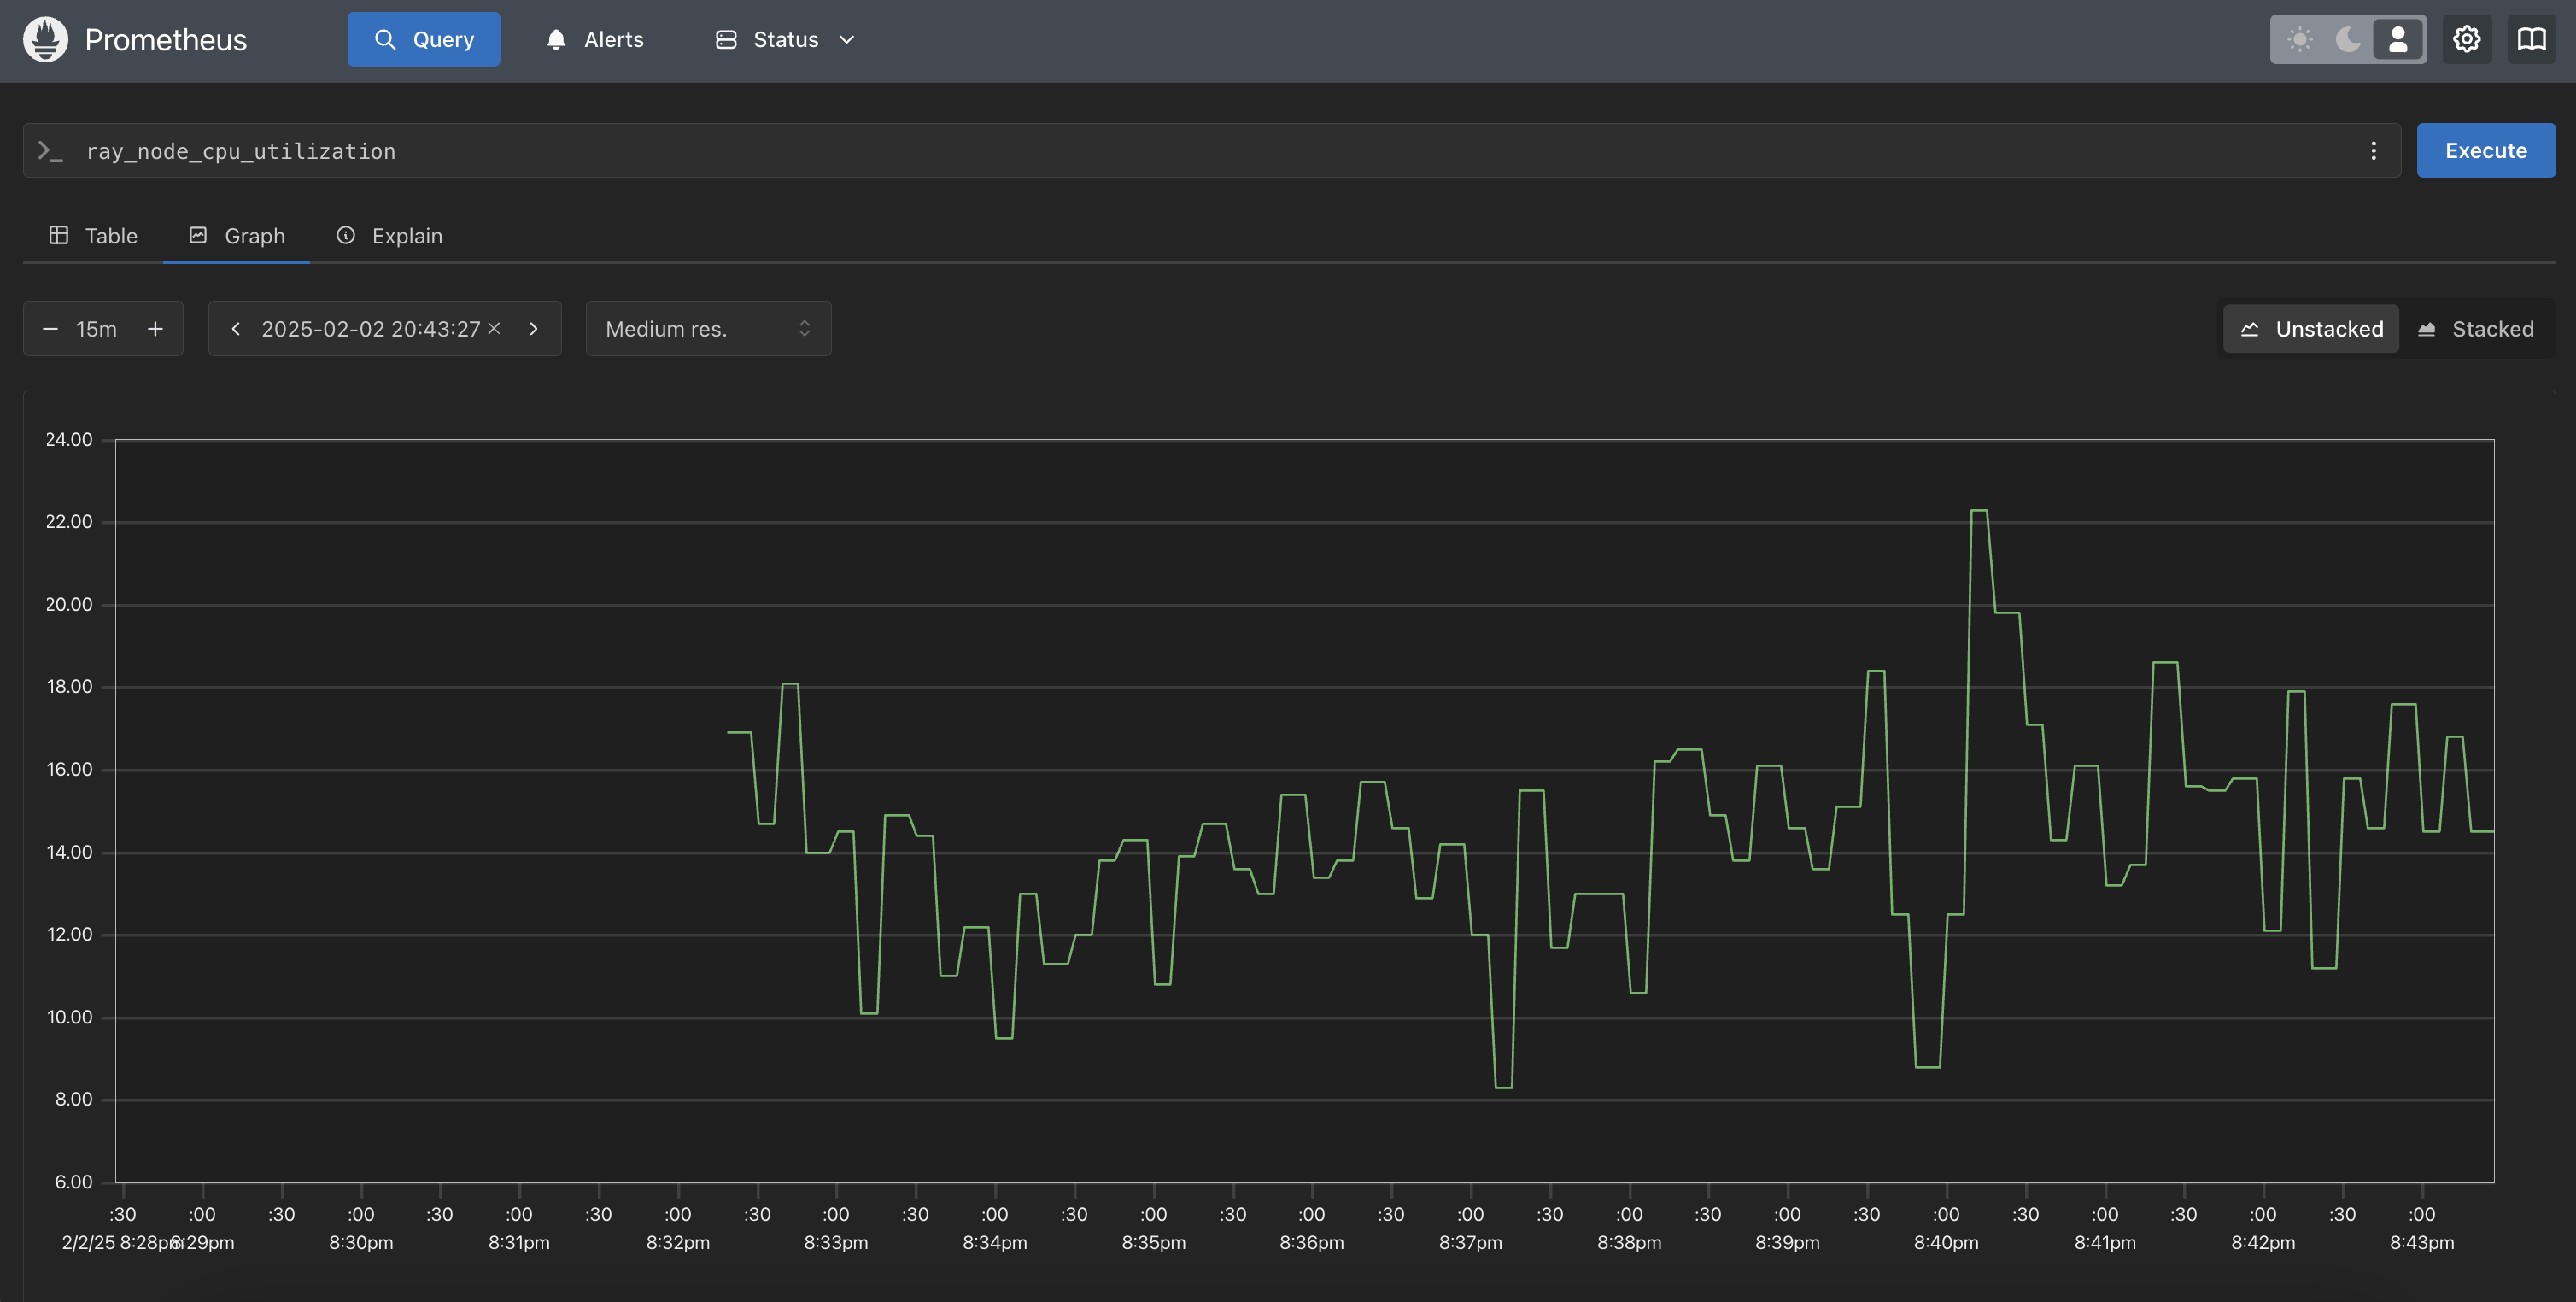 Prometheus Query Alerts Status
>_ ray_node_cpu_utilization Execute
Table Graph Explain
15m 2025-02-02 20:43:27 Medium res. Unstacked Stacked
24.00
22.00
20.00
18.00
16.00
14.00
12.00
10.00
8.00
6.00
:30 :00 :30 :00 :30 :00 :30 :00 :30 :00 :30 :00 :30 :00 :30 :00 :30 :00 :30 :00 :30 :00 :30 :00 :30 :00 :30 :00 :30 :00
2/2/25 8:28pm 8:29pm 8:30pm 8:31pm 8:32pm 8:33pm 8:34pm 8:35pm 8:36pm 8:37pm 8:38pm 8:39pm 8:40pm 8:41pm 8:42pm 8:43pm